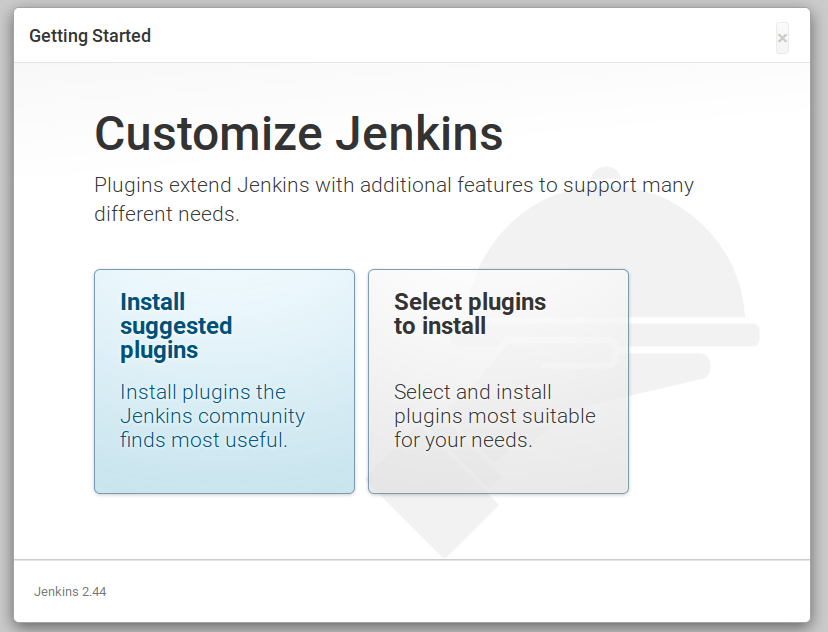 Getting Started
×
Customize Jenkins
Plugins extend Jenkins with additional features to support many
different needs.
Install
suggested
plugins
Install plugins the
Jenkins community
finds most useful.
Select plugins
to install
Select and install
plugins most suitable
for your needs.
Jenkins 2.44